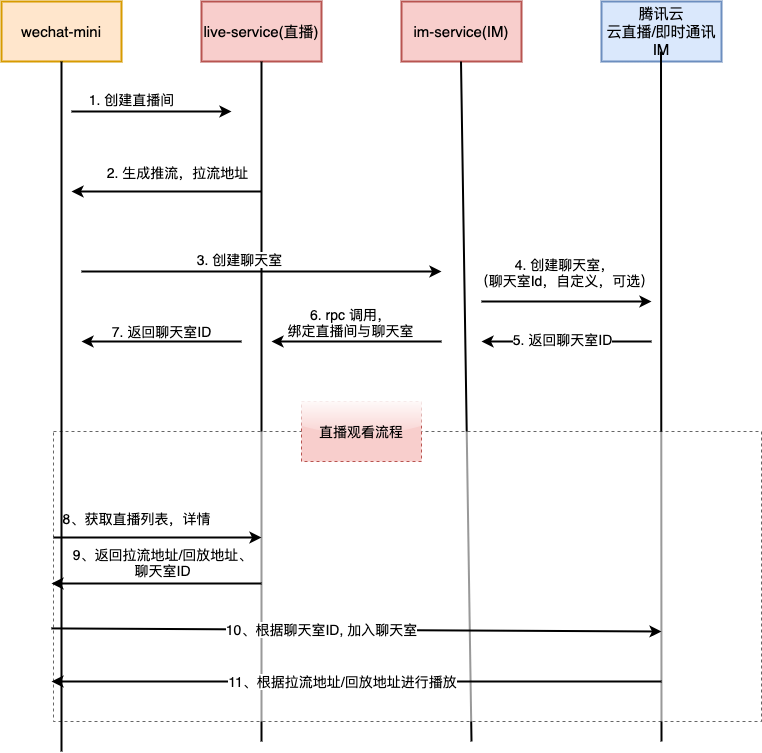 wechat-mini
live-service(直播)
im-service(IM)
腾讯云
云直播/即时通讯
IM
1. 创建直播间
2. 生成推流，拉流地址
3. 创建聊天室
4. 创建聊天室，
（聊天室Id，自定义，可选）
5. 返回聊天室ID
6. rpc 调用，
绑定直播间与聊天室
7. 返回聊天室ID
直播观看流程
8、获取直播列表，详情
9、返回拉流地址/回放地址、
聊天室ID
10、根据聊天室ID, 加入聊天室
11、根据拉流地址/回放地址进行播放